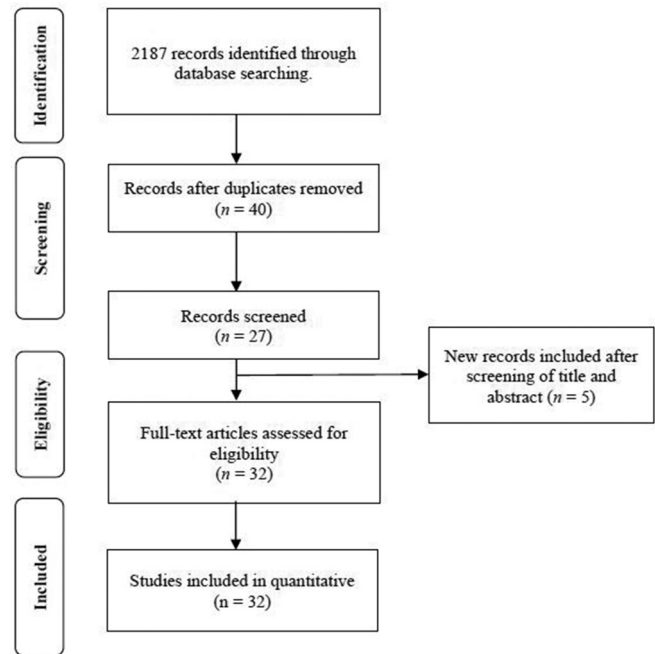 Identification
2187 records identified through
database searching.
Screening
Records after duplicates removed
(n = 40)
Records screened
(n = 27)
New records included after
screening of title and
abstract (n = 5)
Eligibility
Full-text articles assessed for
eligibility
(n = 32)
Included
Studies included in quantitative
(n = 32)